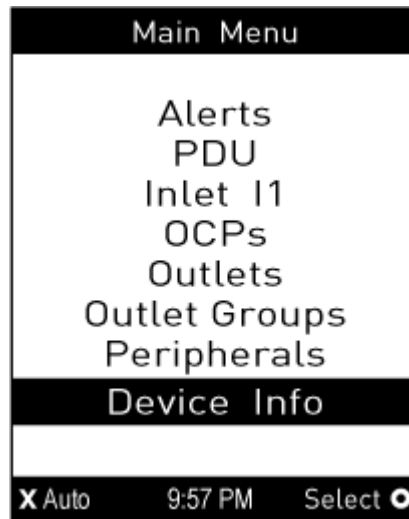 Main Menu
Alerts
PDU
Inlet I1
OCPs
Outlets
Outlet Groups
Peripherals
Device Info
X Auto 9:57 PM Select O